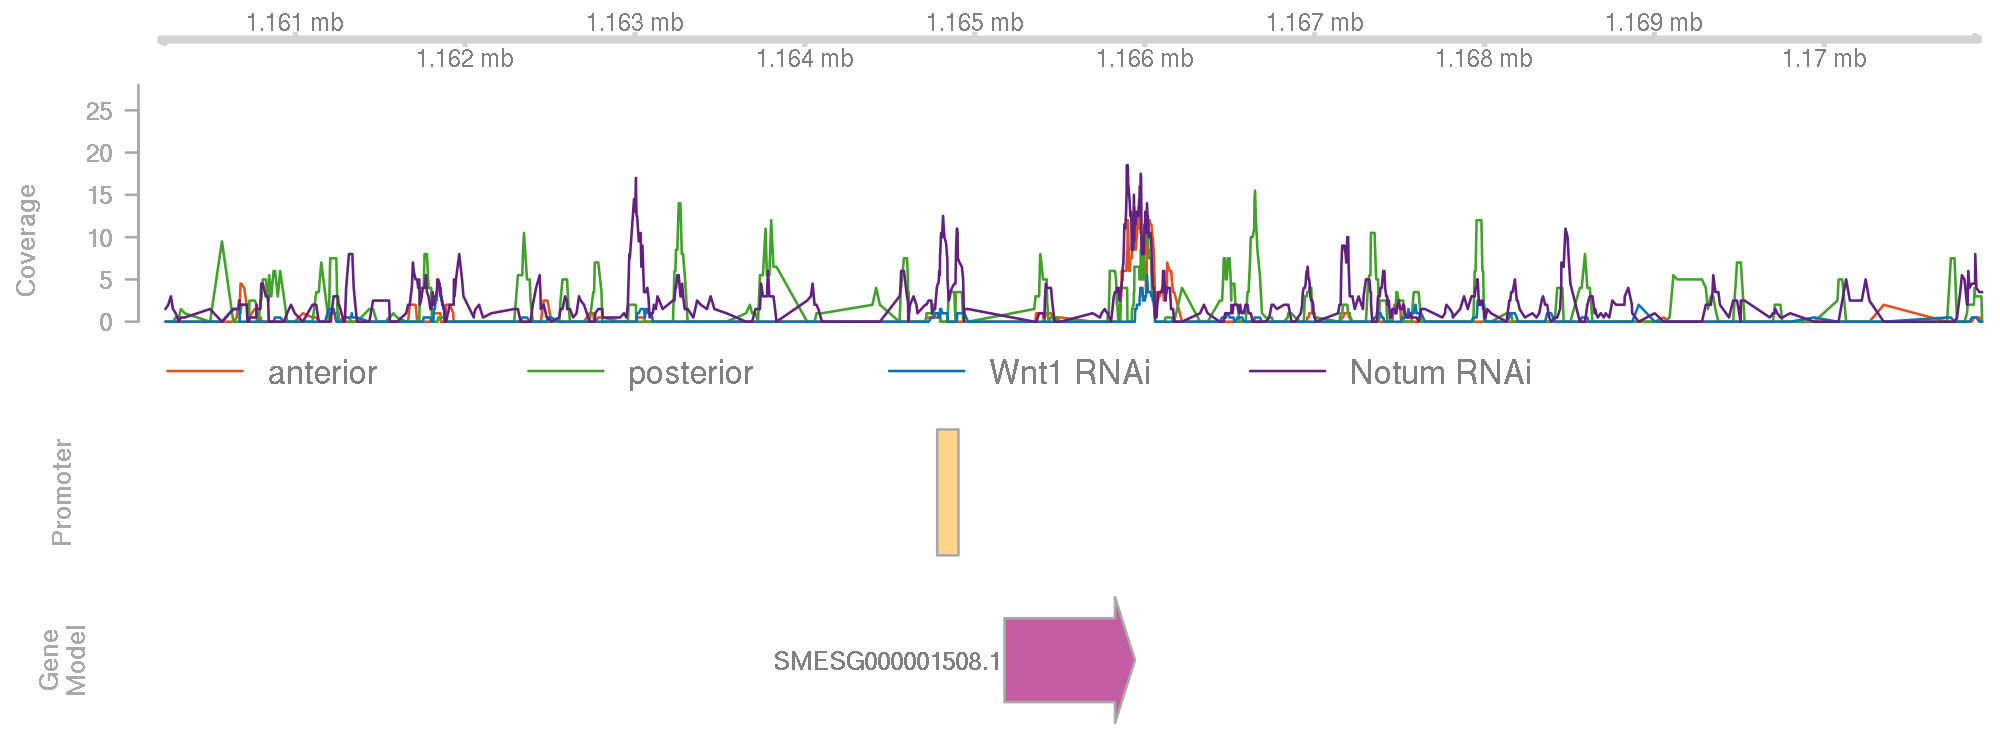 1.161 mb 1.163 mb 1.165 mb 1.167 mb 1.169 mb
1.162 mb 1.164 mb 1.166 mb 1.168 mb 1.17 mb
Coverage
25
20
15
10
5
0
anterior posterior Wnt1 RNAi Notum RNAi
Promoter
Gene
Model
SMESG000001508.1